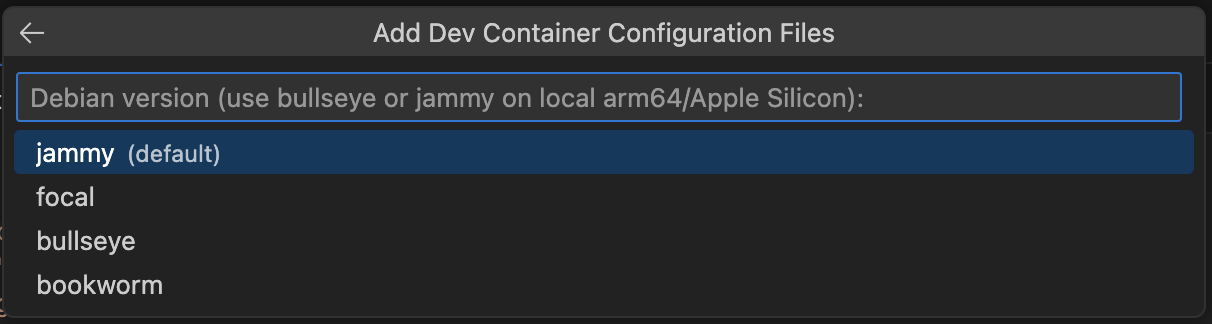 Add Dev Container Configuration Files
Debian version (use bullseye or jammy on local arm64/Apple Silicon):
jammy (default)
focal
bullseye
bookworm